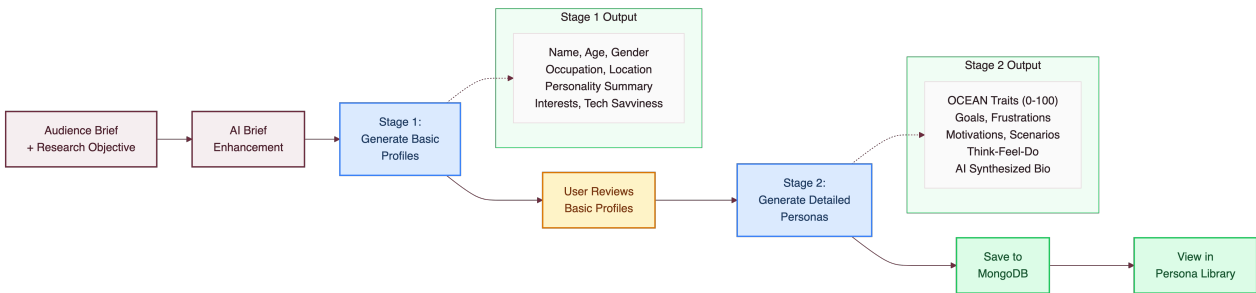 Audience Brief
+ Research Objective
AI Brief
Enhancement
Stage 1:
Generate Basic
Profiles
Stage 1 Output
Name, Age, Gender
Occupation, Location
Personality Summary
Interests, Tech Savviness
User Reviews
Basic Profiles
Stage 2:
Generate Detailed
Personas
Stage 2 Output
OCEAN Traits (0-100)
Goals, Frustrations
Motivations, Scenarios
Think-Feel-Do
AI Synthesized Bio
Save to
MongoDB
View in
Persona Library